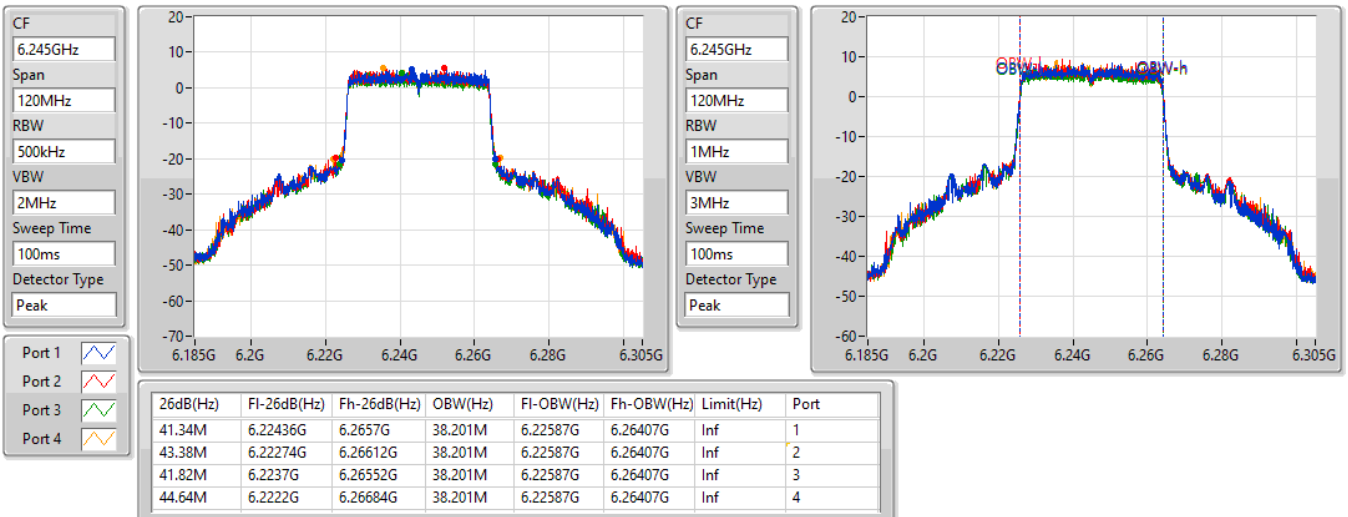 CF
6.245GHz
Span
120MHz
RBW
500kHz
VBW
2MHz
Sweep Time
100ms
Detector Type
Peak
20
10
0
-10
-20
-30
-40
-50
-60
-70
6.185G 6.2G 6.22G 6.24G 6.26G 6.28G 6.305G
CF
6.245GHz
Span
120MHz
RBW
1MHz
VBW
3MHz
Sweep Time
100ms
Detector Type
Peak
20
10
0
-10
-20
-30
-40
-50
-60
OBW-h
6.185G 6.2G 6.22G 6.24G 6.26G 6.28G 6.305G
Port 1
Port 2
Port 3
Port 4
26dB(Hz) Fl-26dB(Hz) Fh-26dB(Hz) OBW(Hz) Fl-OBW(Hz) Fh-OBW(Hz) Limit(Hz) Port
41.34M 6.22436G 6.2657G 38.201M 6.22587G 6.26407G Inf 1
43.38M 6.22274G 6.26612G 38.201M 6.22587G 6.26407G Inf 2
41.82M 6.2237G 6.26552G 38.201M 6.22587G 6.26407G Inf 3
44.64M 6.2222G 6.26684G 38.201M 6.22587G 6.26407G Inf 4